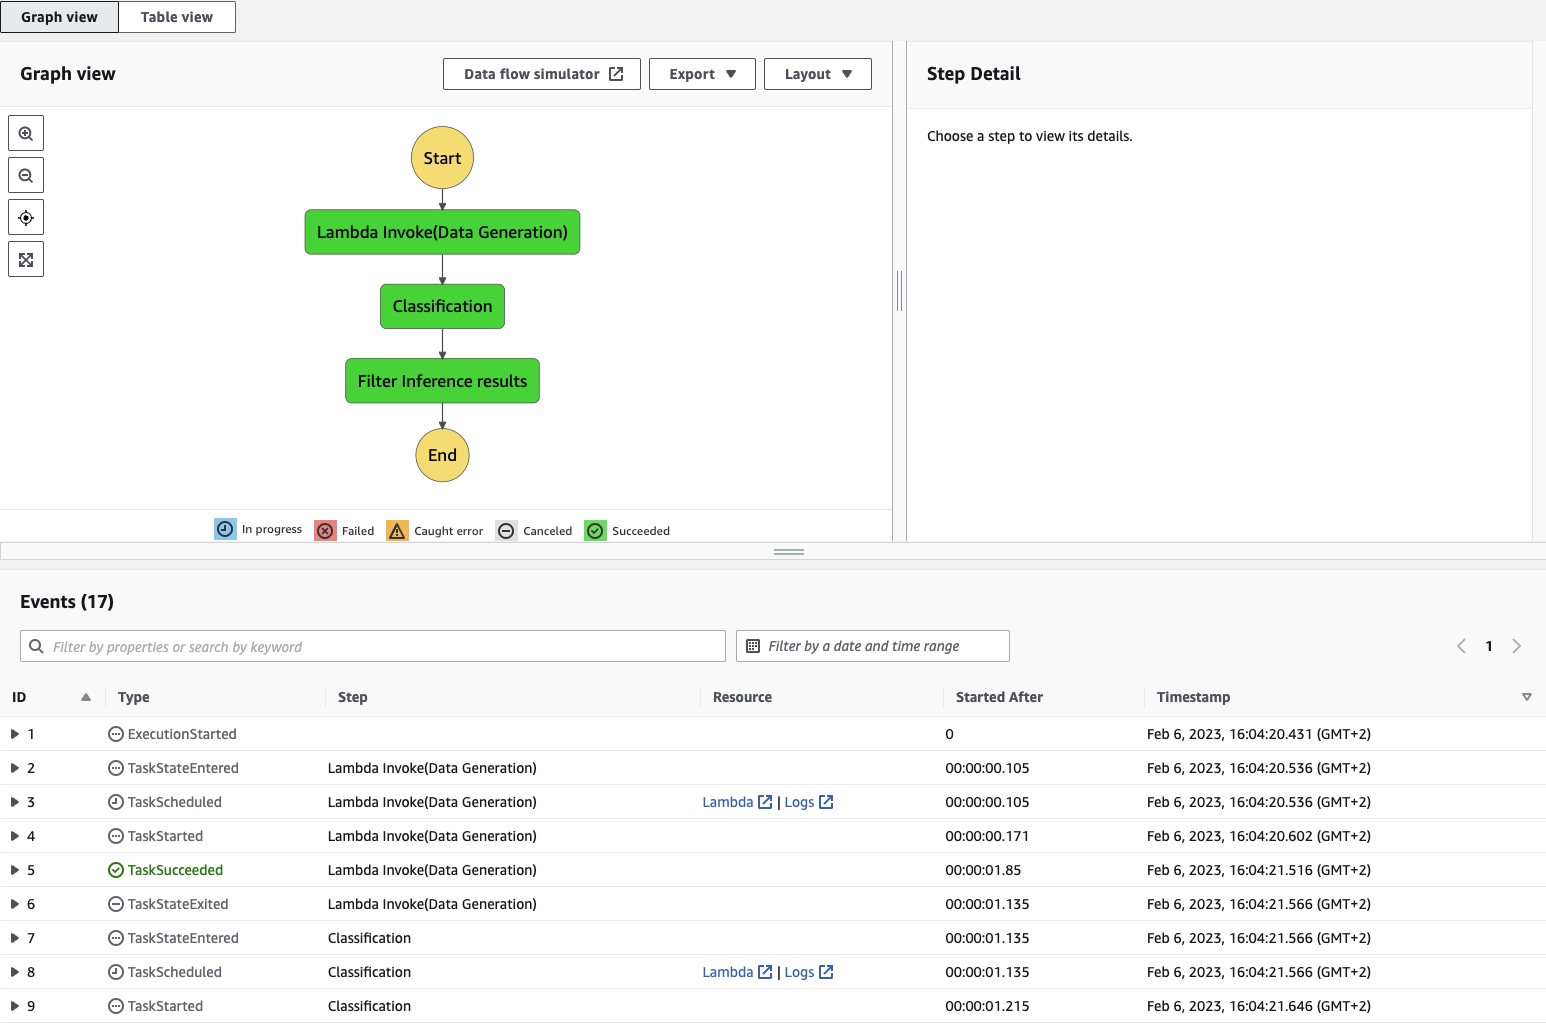 Graph view Table view
Graph view Data flow simulator Export Layout
Step Detail
Choose a step to view its details.
Start
Lambda Invoke(Data Generation)
Classification
Filter Inference results
End
In progress Failed Caught error Canceled Succeeded
Events (17)
Filter by properties or search by keyword Filter by a date and time range 1
ID Type Step Resource Started After Timestamp
1 ExecutionStarted 0 Feb 6, 2023, 16:04:20.431 (GMT+2)
2 TaskStateEntered Lambda Invoke(Data Generation) 00:00:00.105 Feb 6, 2023, 16:04:20.536 (GMT+2)
3 TaskScheduled Lambda Invoke(Data Generation) Lambda | Logs 00:00:00.105 Feb 6, 2023, 16:04:20.536 (GMT+2)
4 TaskStarted Lambda Invoke(Data Generation) 00:00:00.171 Feb 6, 2023, 16:04:20.602 (GMT+2)
5 TaskSucceeded Lambda Invoke(Data Generation) 00:00:01.85 Feb 6, 2023, 16:04:21.516 (GMT+2)
6 TaskStateExited Lambda Invoke(Data Generation) 00:00:01.135 Feb 6, 2023, 16:04:21.566 (GMT+2)
7 TaskStateEntered Classification 00:00:01.135 Feb 6, 2023, 16:04:21.566 (GMT+2)
8 TaskScheduled Classification Lambda | Logs 00:00:01.135 Feb 6, 2023, 16:04:21.566 (GMT+2)
9 TaskStarted Classification 00:00:01.215 Feb 6, 2023, 16:04:21.646 (GMT+2)